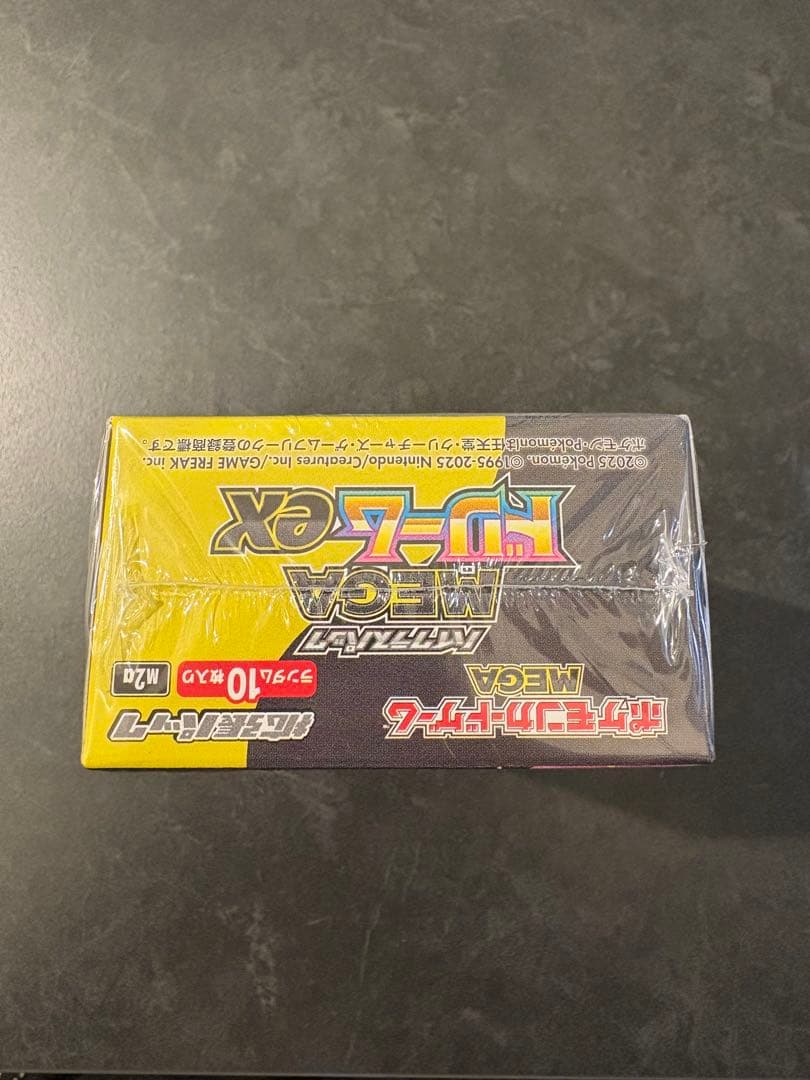 ポケモンカードゲーム
MEGA
拡張パック
ランダム10枚入り
M2a
ハイクラスパック
MEGA
ドリームex
©2025 Pokémon. ©1995-2025 Nintendo/Creatures Inc./GAME FREAK inc.
ポケモン・Pokémonは任天堂・クリーチャーズ・ゲームフリークの登録商標です。